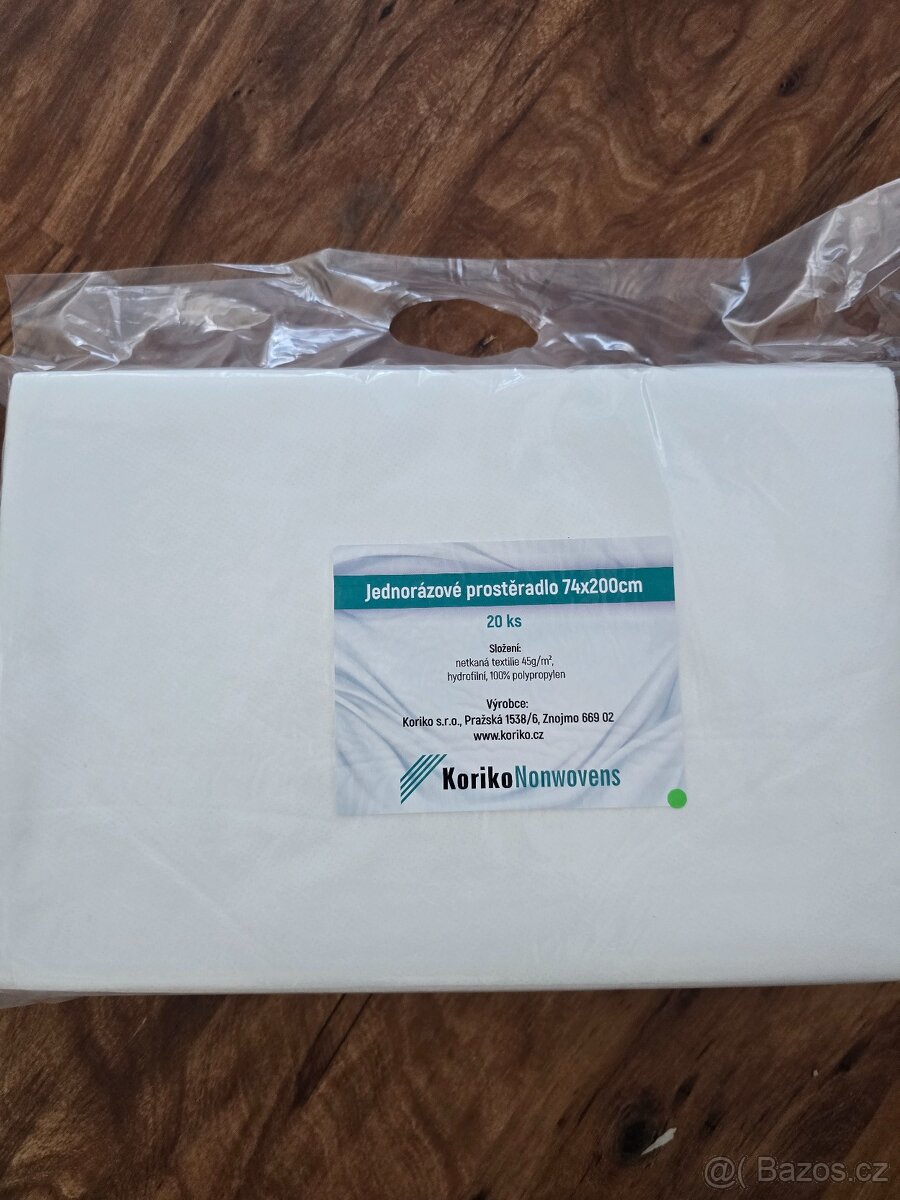 Jednorázové prostěradlo 74x200cm
20 ks
Složení:
netkaná textilie 45g/m²,
hydrofilní, 100% polypropylen
Výrobce:
Koriko s.r.o., Pražská 1538/6, Znojmo 669 02
www.koriko.cz
KorikoNonwovens
@( Bazos.cz